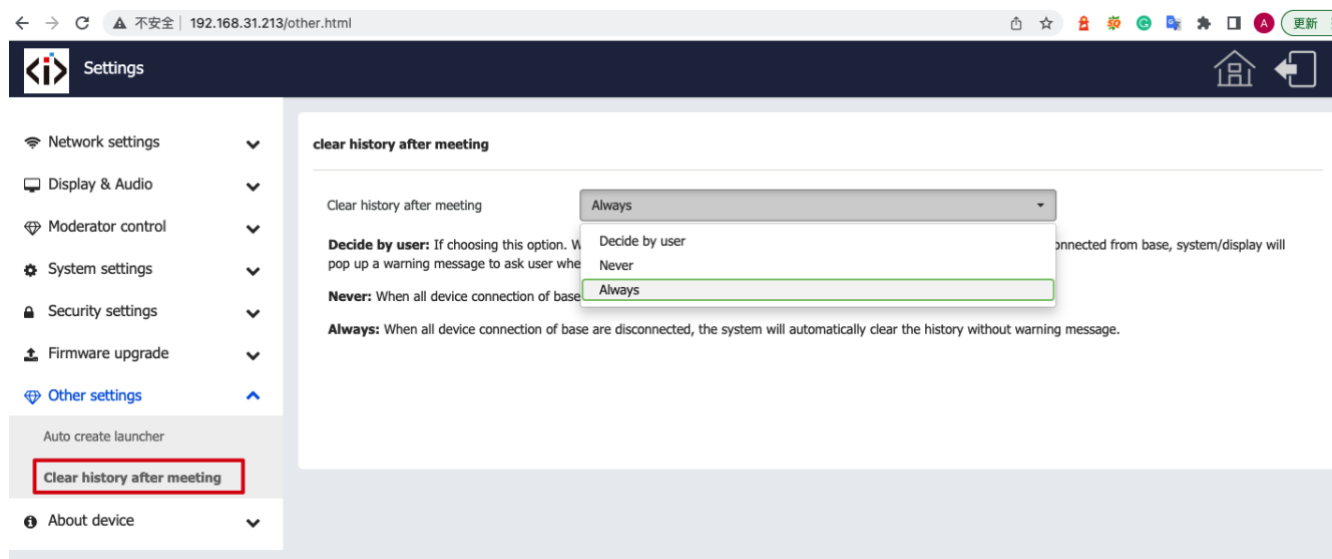 不安全 192.168.31.213/other.html
A 更新
<i> Settings
Network settings
Display & Audio
Moderator control
System settings
Security settings
Firmware upgrade
Other settings
Auto create launcher
Clear history after meeting
About device
clear history after meeting
Clear history after meeting Always
Decide by user
Never
Always
Decide by user: If choosing this option. onnected from base, system/display will
pop up a warning message to ask user
Never: When all device connection of base
Always: When all device connection of base are disconnected, the system will automatically clear the history without warning message.